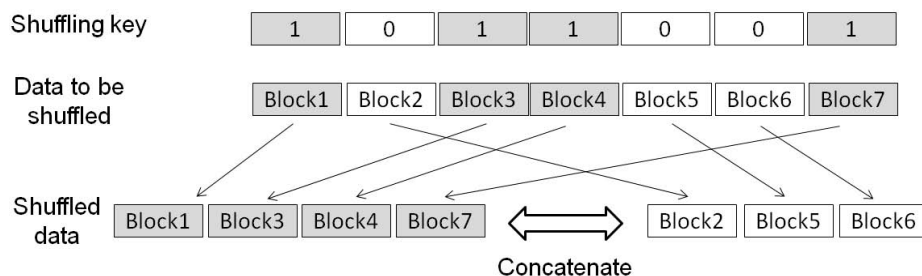 Shuffling key 1 0 1 1 0 0 1
Data to be
shuffled
Block1 Block2 Block3 Block4 Block5 Block6 Block7
Shuffled
data
Block1 Block3 Block4 Block7 Block2 Block5 Block6
Concatenate